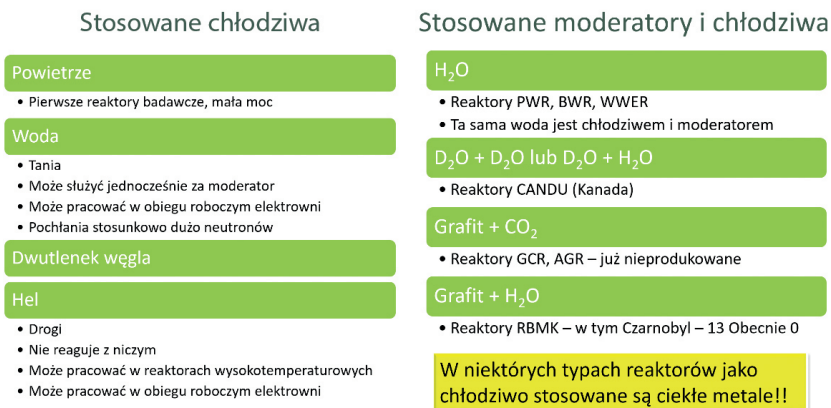 Stosowane chłodziwa
Powietrze
• Pierwsze reaktory badawcze, mała moc
Woda
• Tania
• Może służyć jednocześnie za moderator
• Może pracować w obiegu roboczym elektrowni
• Pochłania stosunkowo dużo neutronów
Dwutlenek węgla
Hel
• Drogi
• Nie reaguje z niczym
• Może pracować w reaktorach wysokotemperaturowych
• Może pracować w obiegu roboczym elektrowni
Stosowane moderatory i chłodziwa
H₂O
• Reaktory PWR, BWR, WWER
• Ta sama woda jest chłodziwem i moderatorem
D₂O + D₂O lub D₂O + H₂O
• Reaktory CANDU (Kanada)
Grafit + CO₂
• Reaktory GCR, AGR – już nieprodukowane
Grafit + H₂O
• Reaktory RBMK – w tym Czarnobyl – 13 Obecnie 0
W niektórych typach reaktorów jako
chłodziwo stosowane są ciekłe metale!!